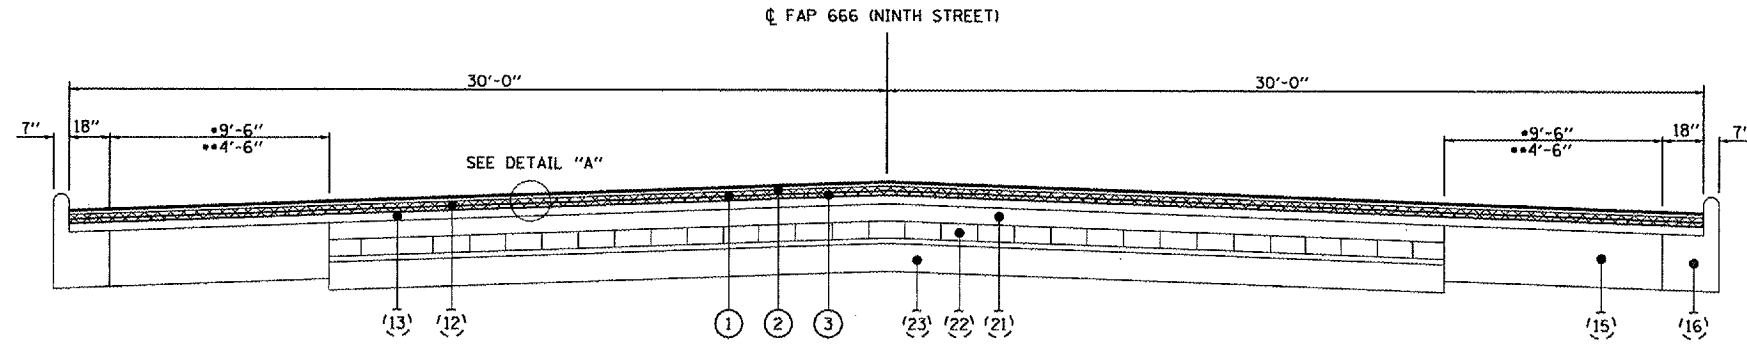 ℄ FAP 666 (NINTH STREET)
30'-0" 30'-0"
7" 18" *9'-6" *9'-6" 18" 7"
**4'-6" **4'-6"
SEE DETAIL "A"
(13) (12) 1 2 3 (23) (22) (21) (15) (16)